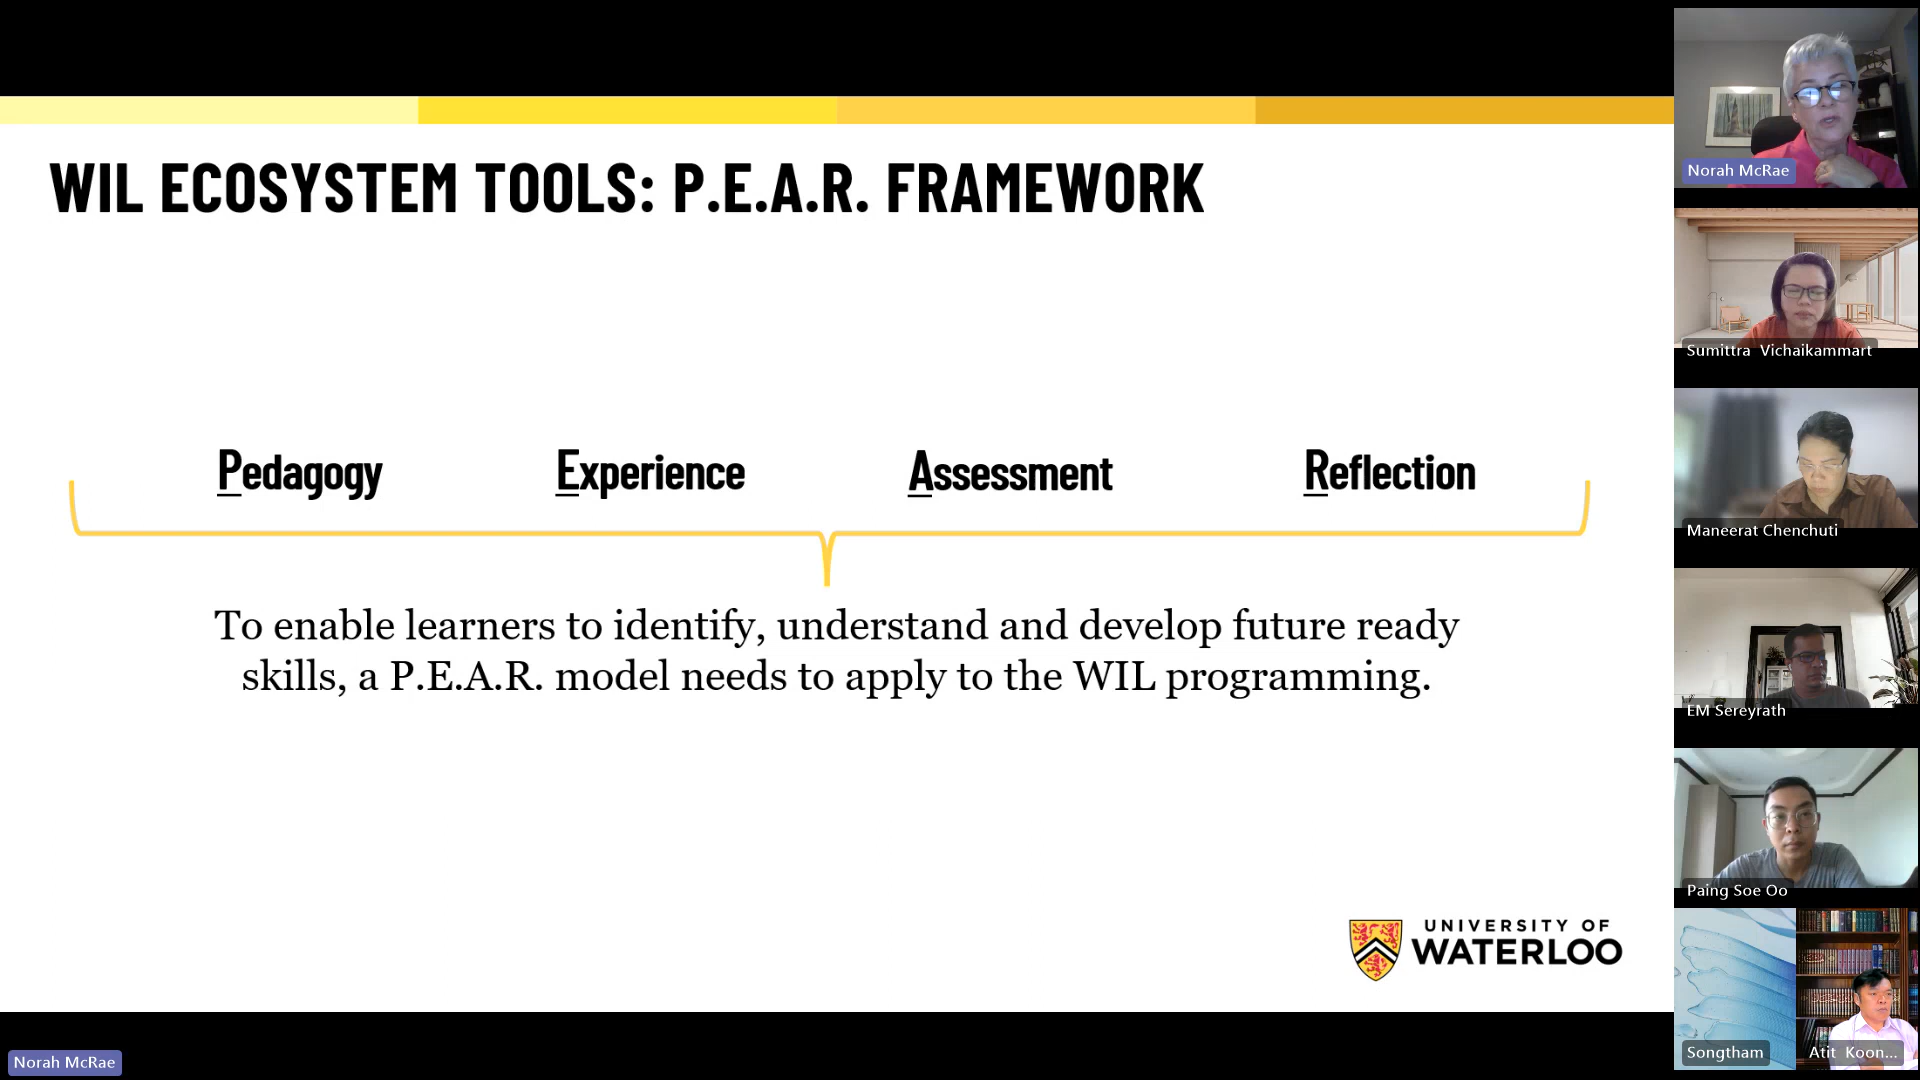 WIL ECOSYSTEM TOOLS: P.E.A.R. FRAMEWORK
Pedagogy Experience Assessment Reflection
To enable learners to identify, understand and develop future ready
skills, a P.E.A.R. model needs to apply to the WIL programming.
UNIVERSITY OF
WATERLOO
Norah McRae
Norah McRae
Sumittra Vichaikammart
Maneerat Chenchuti
EM Sereyrath
Paing Soe Oo
Songtham
Atit Koon...